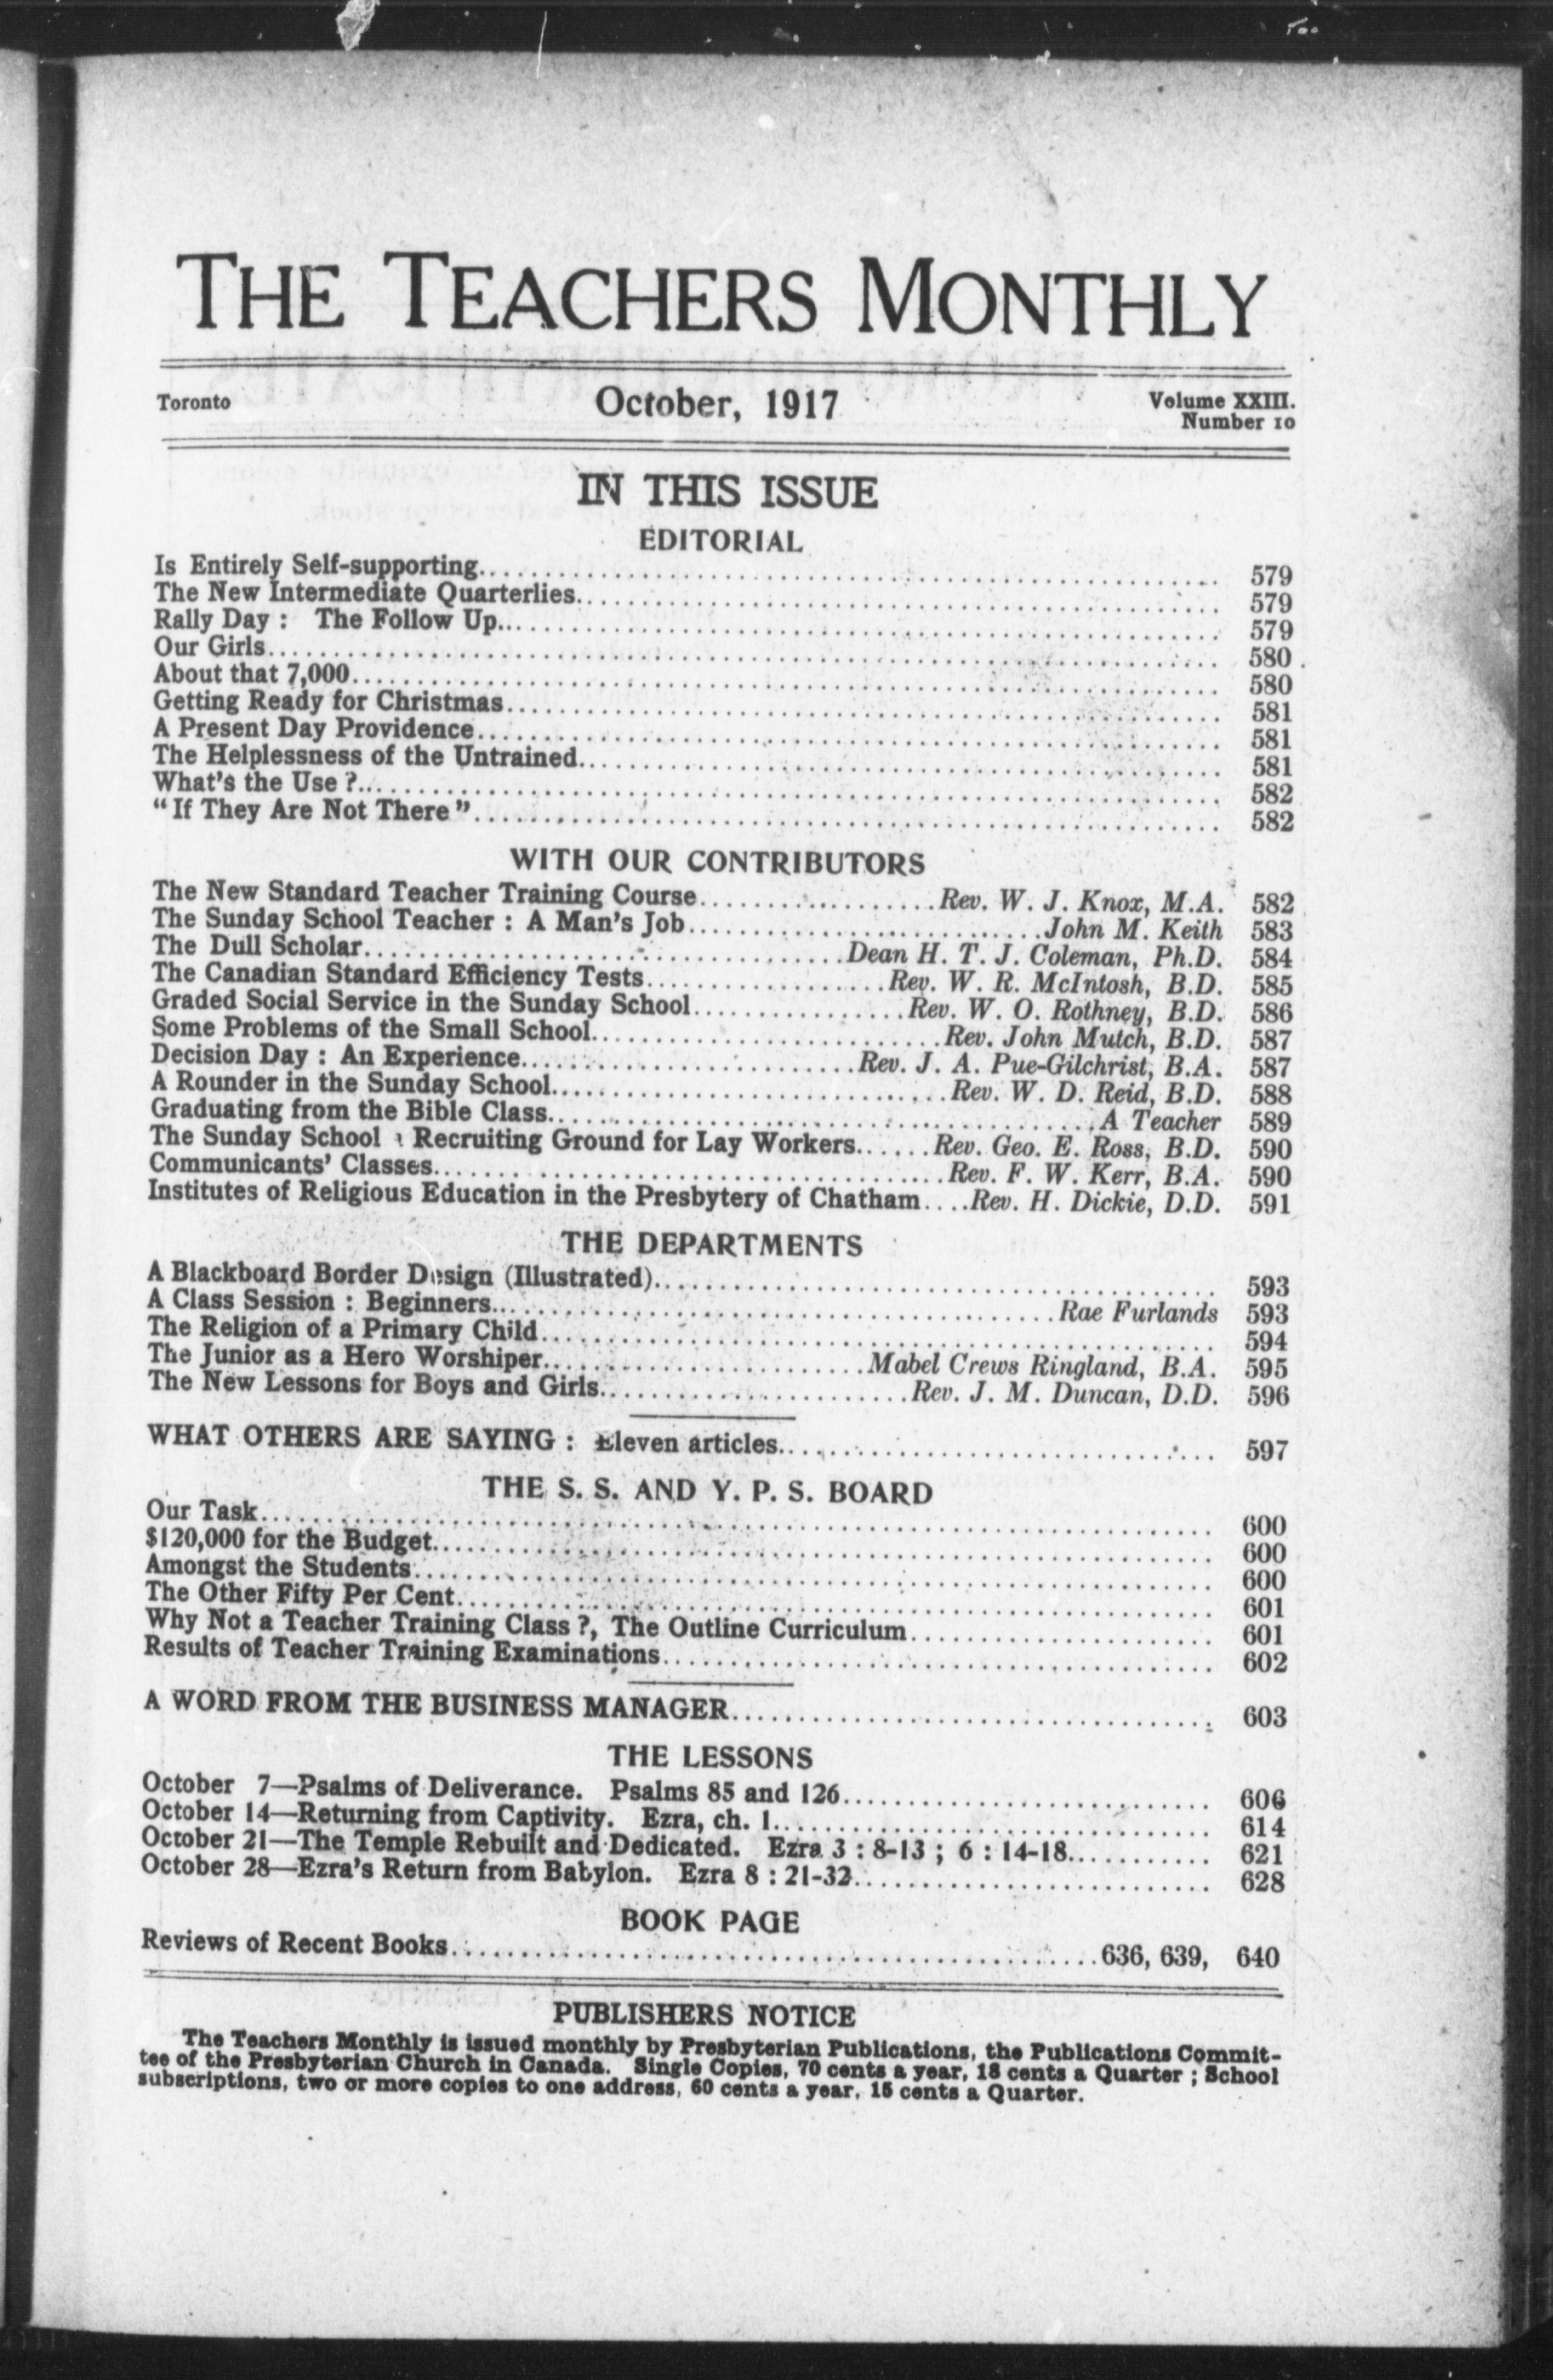 THE TEACHERS MONTHLY
Toronto
October, 1917
Volume XXIII.
Number 10
IN THIS ISSUE
EDITORIAL
Is Entirely Self-supporting.......... 579
The New Intermediate Quarterlies.......... 579
Rally Day : The Follow Up.......... 579
Our Girls.......... 580
About that 7,000.......... 580
Getting Ready for Christmas.......... 581
A Present Day Providence.......... 581
The Helplessness of the Untrained.......... 581
What's the Use ?.......... 582
"If They Are Not There".......... 582
WITH OUR CONTRIBUTORS
The New Standard Teacher Training Course.......... Rev. W. J. Knox, M.A. 582
The Sunday School Teacher : A Man's Job.......... John M. Keith 583
The Dull Scholar.......... Dean H. T. J. Coleman, Ph.D. 584
The Canadian Standard Efficiency Tests.......... Rev. W. R. McIntosh, B.D. 585
Graded Social Service in the Sunday School.......... Rev. W. O. Rothney, B.D. 586
Some Problems of the Small School.......... Rev. John Mutch, B.D. 587
Decision Day : An Experience.......... Rev. J. A. Pue-Gilchrist, B.A. 587
A Rounder in the Sunday School.......... Rev. W. D. Reid, B.D. 588
Graduating from the Bible Class.......... A Teacher 589
The Sunday School Recruiting Ground for Lay Workers...... Rev. Geo. E. Ross, B.D. 590
Communicants' Classes.......... Rev. F. W. Kerr, B.A. 590
Institutes of Religious Education in the Presbytery of Chatham.... Rev. H. Dickie, D.D. 591
THE DEPARTMENTS
A Blackboard Border Design (Illustrated).......... 593
A Class Session : Beginners.......... Rae Furlands 593
The Religion of a Primary Child.......... 594
The Junior as a Hero Worshiper.......... Mabel Crews Ringland, B.A. 595
The New Lessons for Boys and Girls.......... Rev. J. M. Duncan, D.D. 596
WHAT OTHERS ARE SAYING : Eleven articles.......... 597
THE S. S. AND Y. P. S. BOARD
Our Task.......... 600
$120,000 for the Budget.......... 600
Amongst the Students.......... 600
The Other Fifty Per Cent.......... 601
Why Not a Teacher Training Class ?, The Outline Curriculum.......... 601
Results of Teacher Training Examinations.......... 602
A WORD FROM THE BUSINESS MANAGER.......... 603
THE LESSONS
October 7—Psalms of Deliverance. Psalms 85 and 126.......... 606
October 14—Returning from Captivity. Ezra, ch. 1.......... 614
October 21—The Temple Rebuilt and Dedicated. Ezra 3 : 8-13 ; 6 : 14-18.......... 621
October 28—Ezra's Return from Babylon. Ezra 8 : 21-32.......... 628
BOOK PAGE
Reviews of Recent Books.......... 636, 639, 640
PUBLISHERS NOTICE
The Teachers Monthly is issued monthly by Presbyterian Publications, the Publications Commit-
tee of the Presbyterian Church in Canada. Single Copies, 70 cents a year, 18 cents a Quarter ; School
subscriptions, two or more copies to one address, 60 cents a year, 15 cents a Quarter.